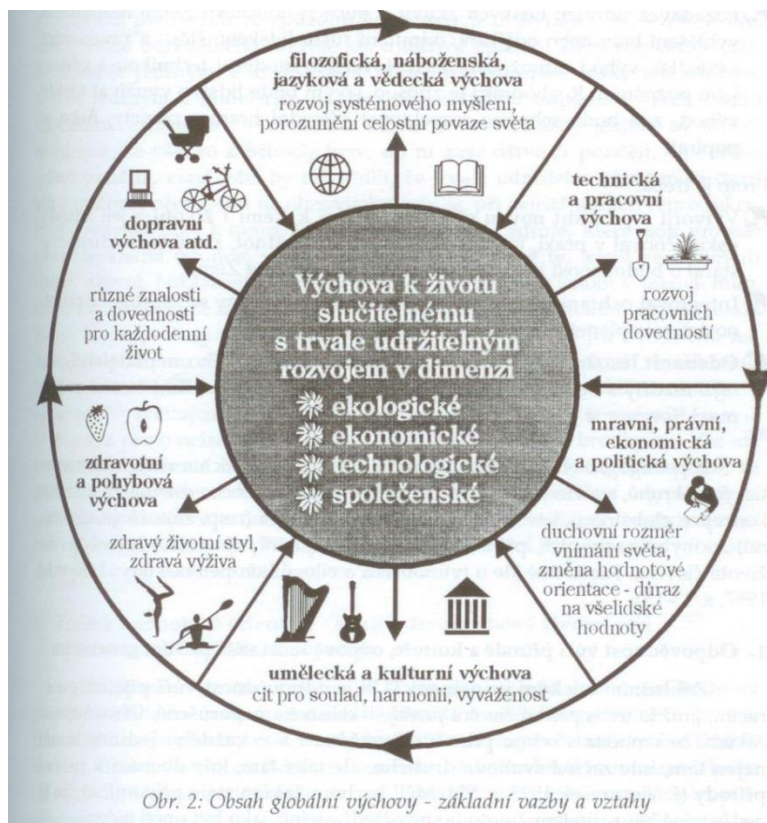 filozofická, náboženská,
jazyková a vědecká výchova
rozvoj systémového myšlení,
porozumění celostní povaze světa
technická
a pracovní
výchova
rozvoj
pracovních
dovedností
mravní, právní,
ekonomická
a politická výchova
duchovní rozměr
vnímání světa,
změna hodnotové
orientace - důraz
na všelidské
hodnoty
umělecká a kulturní výchova
cit pro soulad, harmonii, vyváženost
zdravotní
a pohybová
výchova
zdravý životní styl,
zdravá výživa
dopravní
výchova atd.
různé znalosti
a dovednosti
pro každodenní
život
Výchova k životu
slučitelnému
s trvale udržitelným
rozvojem v dimenzi
ekologické
ekonomické
technologické
společenské
Obr. 2: Obsah globální výchovy - základní vazby a vztahy